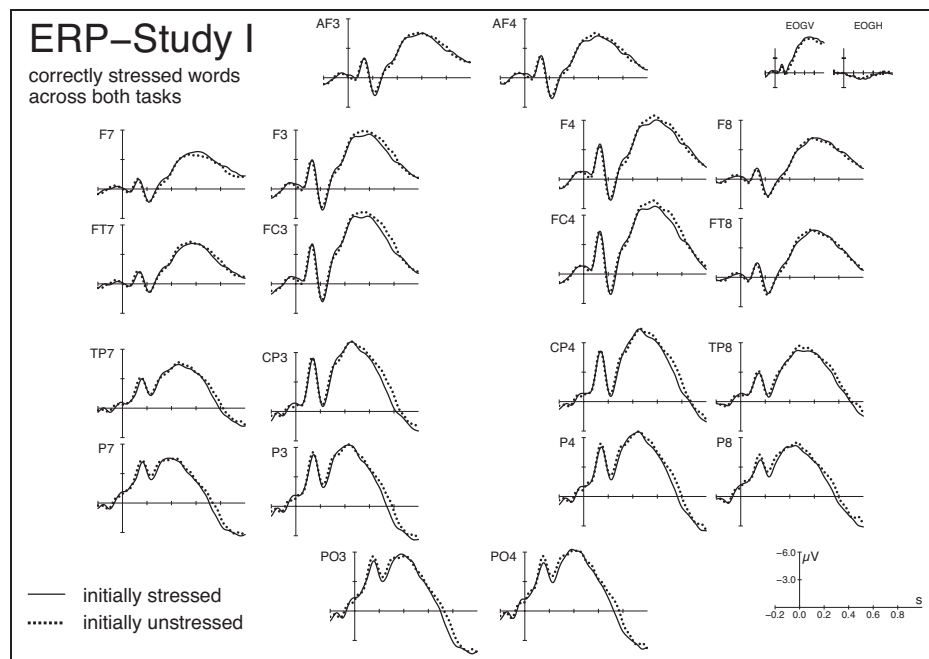 ERP–Study I
correctly stressed words
across both tasks
AF3
AF4
EOGV
EOGH
F7
F3
F4
F8
FT7
FC3
FC4
FT8
TP7
CP3
CP4
TP8
P7
P3
P4
P8
PO3
PO4
initially stressed
initially unstressed
−6.0 µV
−3.0
s
−0.2 0.0 0.2 0.4 0.6 0.8